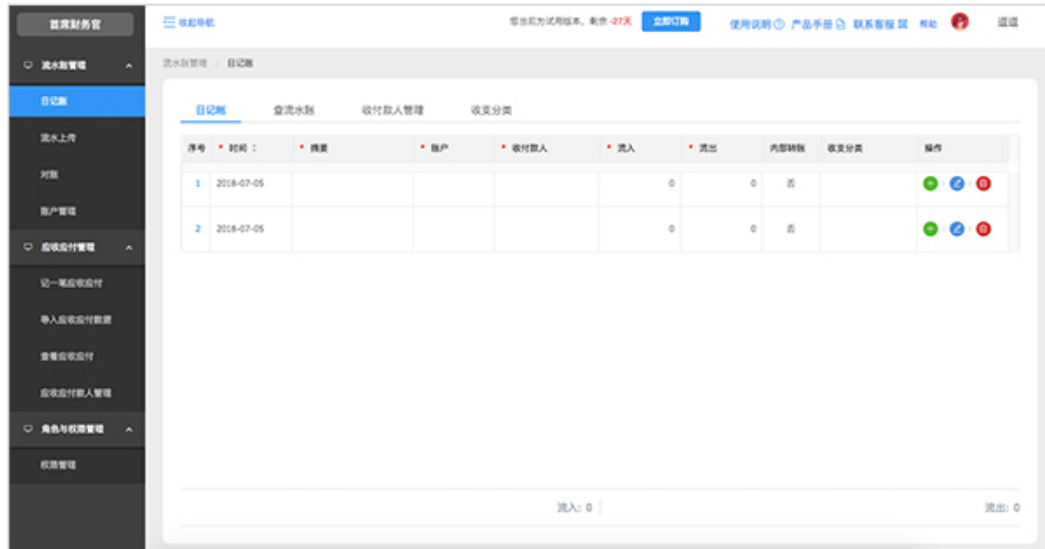 首席财务官
收起导航
您当前为试用版本，剩余-27天 立即订购
使用说明 产品手册 联系客服 帮助
流水账管理
日记账
流水上传
对账
账户管理
应收应付管理
记一笔应收应付
导入应收应付数据
查看应收应付
应收应付款人管理
角色与权限管理
权限管理
流水账管理 / 日记账
日记账 查流水账 收付款人管理 收支分类
序号 * 时间 * 摘要 * 账户 * 收付款人 * 流入 * 流出 内部转账 收支分类 操作
1 2018-07-05 0 0 否
2 2018-07-05 0 0 否
流入: 0 流出: 0